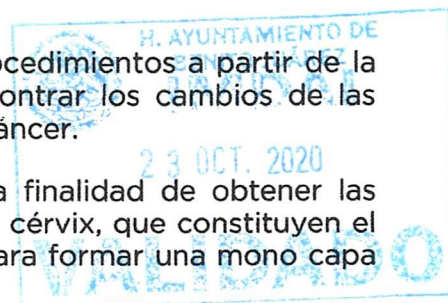 H. AYUNTAMIENTO DE
ocedimientos a partir de la
ontrar los cambios de las
áncer.
23 OCT. 2020
a finalidad de obtener las
cérvix, que constituyen el
ara formar una mono capa
VALIDADO